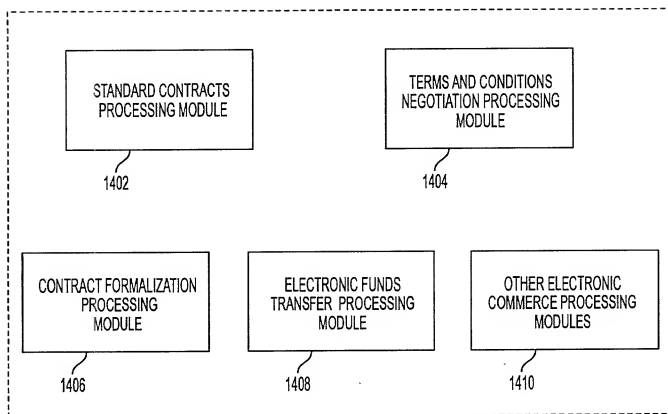 STANDARD CONTRACTS
PROCESSING MODULE
1402
TERMS AND CONDITIONS
NEGOTIATION PROCESSING
MODULE
1404
CONTRACT FORMALIZATION
PROCESSING
MODULE
1406
ELECTRONIC FUNDS
TRANSFER PROCESSING
MODULE
1408
OTHER ELECTRONIC
COMMERCE PROCESSING
MODULES
1410